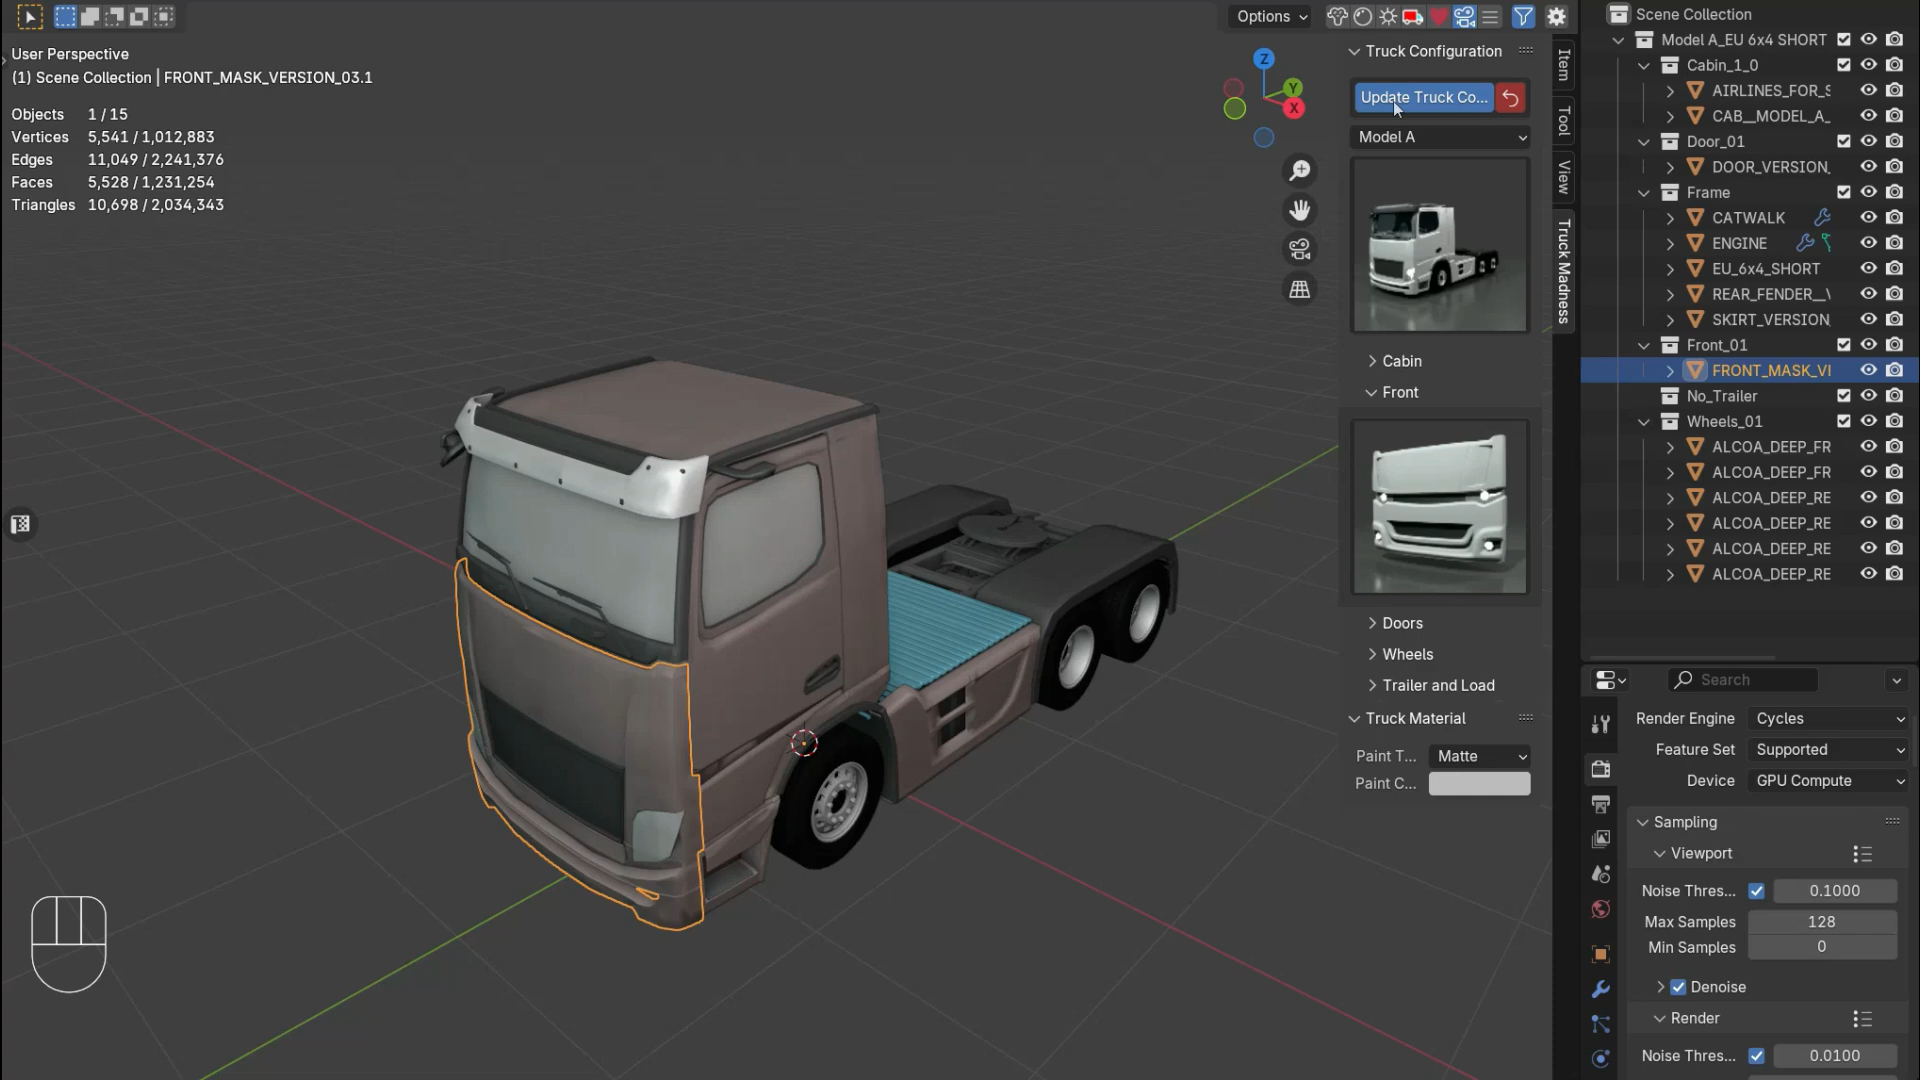 Options
User Perspective
(1) Scene Collection | FRONT_MASK_VERSION_03.1
Objects 1 / 15
Vertices 5,541 / 1,012,883
Edges 11,049 / 2,241,376
Faces 5,528 / 1,231,254
Triangles 10,698 / 2,034,343
Z
Y
X
Truck Configuration
Update Truck Co...
Model A
Cabin
Front
Doors
Wheels
Trailer and Load
Truck Material
Paint T... Matte
Paint C...
Item
Tool
View
Truck Madness
Scene Collection
Model A_EU 6x4 SHORT
Cabin_1_0
AIRLINES_FOR_S
CAB__MODEL_A_
Door_01
DOOR_VERSION_
Frame
CATWALK
ENGINE
EU_6x4_SHORT
REAR_FENDER__V
SKIRT_VERSION_
Front_01
FRONT_MASK_VI
No_Trailer
Wheels_01
ALCOA_DEEP_FR
ALCOA_DEEP_FR
ALCOA_DEEP_RE
ALCOA_DEEP_RE
ALCOA_DEEP_RE
ALCOA_DEEP_RE
Search
Render Engine Cycles
Feature Set Supported
Device GPU Compute
Sampling
Viewport
Noise Thres... 0.1000
Max Samples 128
Min Samples 0
Denoise
Render
Noise Thres... 0.0100